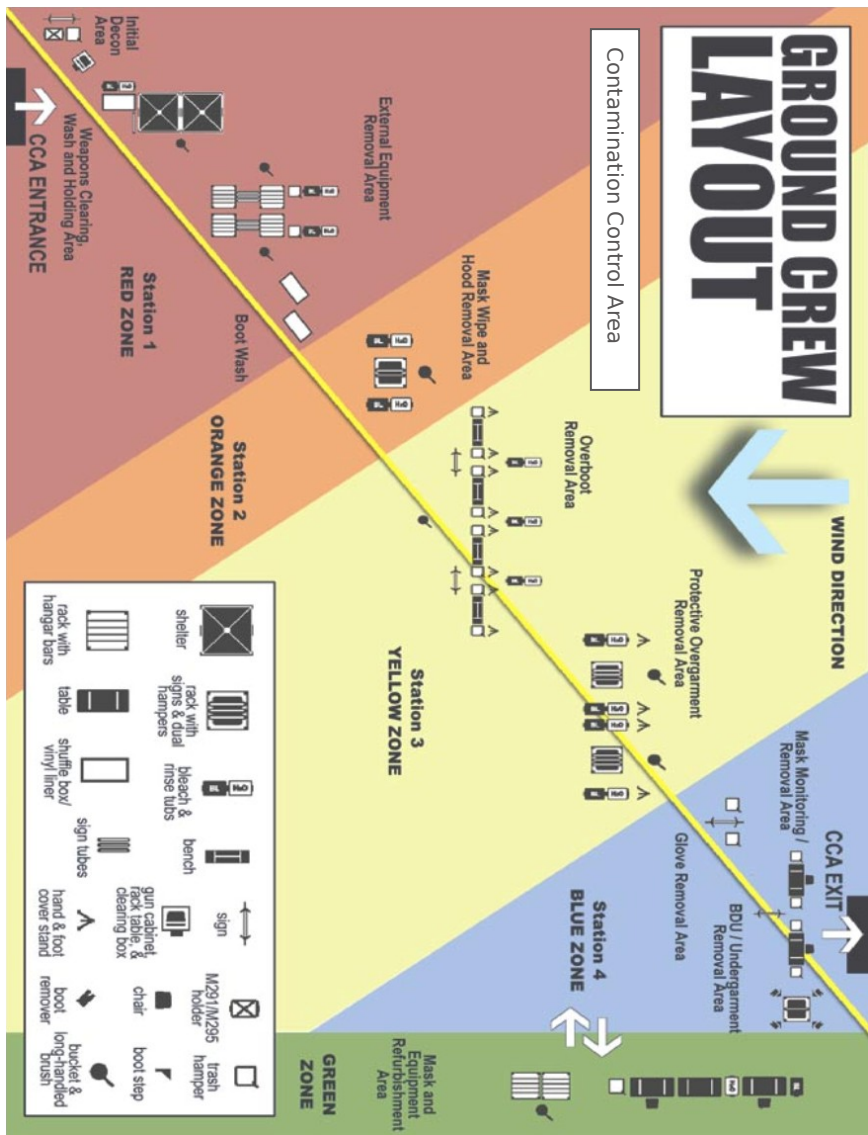 GROUND CREW
LAYOUT
Contamination Control Area
WIND DIRECTION
CCA ENTRANCE
Initial
Decon
Area
Weapons Clearing,
Wash and Holding Area
External Equipment
Removal Area
Station 1
RED ZONE
Boot Wash
Mask Wipe and
Hood Removal Area
Station 2
ORANGE ZONE
Overboot
Removal Area
Station 3
YELLOW ZONE
Protective Overgarment
Removal Area
Glove Removal Area
Mask Monitoring /
Removal Area
CCA EXIT
BDU / Undergarment
Removal Area
Station 4
BLUE ZONE
Mask and
Equipment
Refurbishment
Area
GREEN
ZONE
shelter
rack with
signs & dual
hampers
bleach &
rinse tubs
bench
sign
M291/M295
holder
trash
hamper
rack with
hangar bars
table
shuffle box/
vinyl liner
sign tubes
gun cabinet,
rack table, &
clearing box
chair
boot step
hand & foot
cover stand
boot
remover
bucket &
long-handled
brush